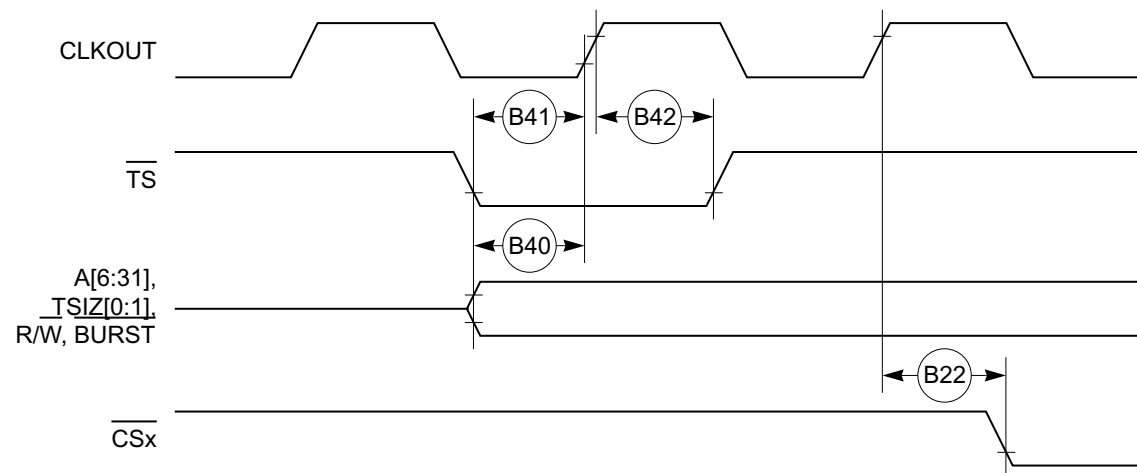 CLKOUT
B41
B42
TS
B40
A[6:31],
TSIZ[0:1],
R/W, BURST
B22
CSx